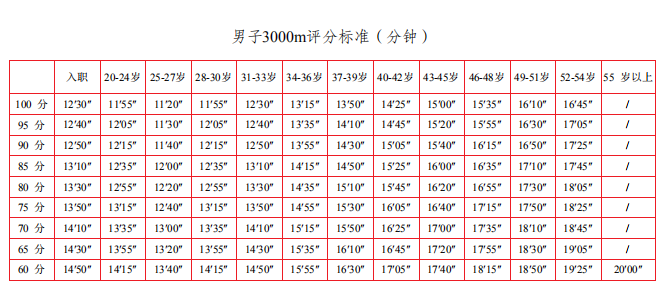 男子3000m评分标准（分钟）
入职 20-24岁 25-27岁 28-30岁 31-33岁 34-36岁 37-39岁 40-42岁 43-45岁 46-48岁 49-51岁 52-54岁 55 岁以上
100 分 12′30″ 11′55″ 11′20″ 11′55″ 12′30″ 13′15″ 13′50″ 14′25″ 15′00″ 15′35″ 16′10″ 16′45″ /
95 分 12′40″ 12′05″ 11′30″ 12′05″ 12′40″ 13′35″ 14′10″ 14′45″ 15′20″ 15′55″ 16′30″ 17′05″ /
90 分 12′50″ 12′15″ 11′40″ 12′15″ 12′50″ 13′55″ 14′30″ 15′05″ 15′40″ 16′15″ 16′50″ 17′25″ /
85 分 13′10″ 12′35″ 12′00″ 12′35″ 13′10″ 14′15″ 14′50″ 15′25″ 16′00″ 16′35″ 17′10″ 17′45″ /
80 分 13′30″ 12′55″ 12′20″ 12′55″ 13′30″ 14′35″ 15′10″ 15′45″ 16′20″ 16′55″ 17′30″ 18′05″ /
75 分 13′50″ 13′15″ 12′40″ 13′15″ 13′50″ 14′55″ 15′30″ 16′05″ 16′40″ 17′15″ 17′50″ 18′25″ /
70 分 14′10″ 13′35″ 13′00″ 13′35″ 14′10″ 15′15″ 15′50″ 16′25″ 17′00″ 17′35″ 18′10″ 18′45″ /
65 分 14′30″ 13′55″ 13′20″ 13′55″ 14′30″ 15′35″ 16′10″ 16′45″ 17′20″ 17′55″ 18′30″ 19′05″ /
60 分 14′50″ 14′15″ 13′40″ 14′15″ 14′50″ 15′55″ 16′30″ 17′05″ 17′40″ 18′15″ 18′50″ 19′25″ 20′00″